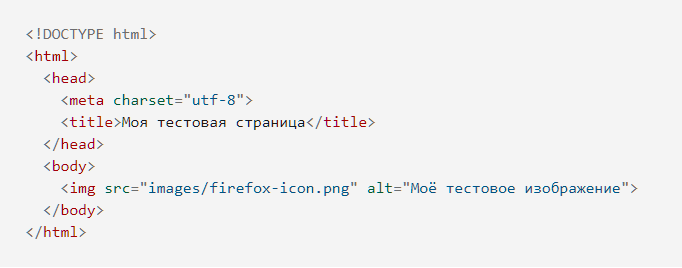 <!DOCTYPE html>
<html>
  <head>
    <meta charset="utf-8">
    <title>Моя тестовая страница</title>
  </head>
  <body>
    <img src="images/firefox-icon.png" alt="Моё тестовое изображение">
  </body>
</html>